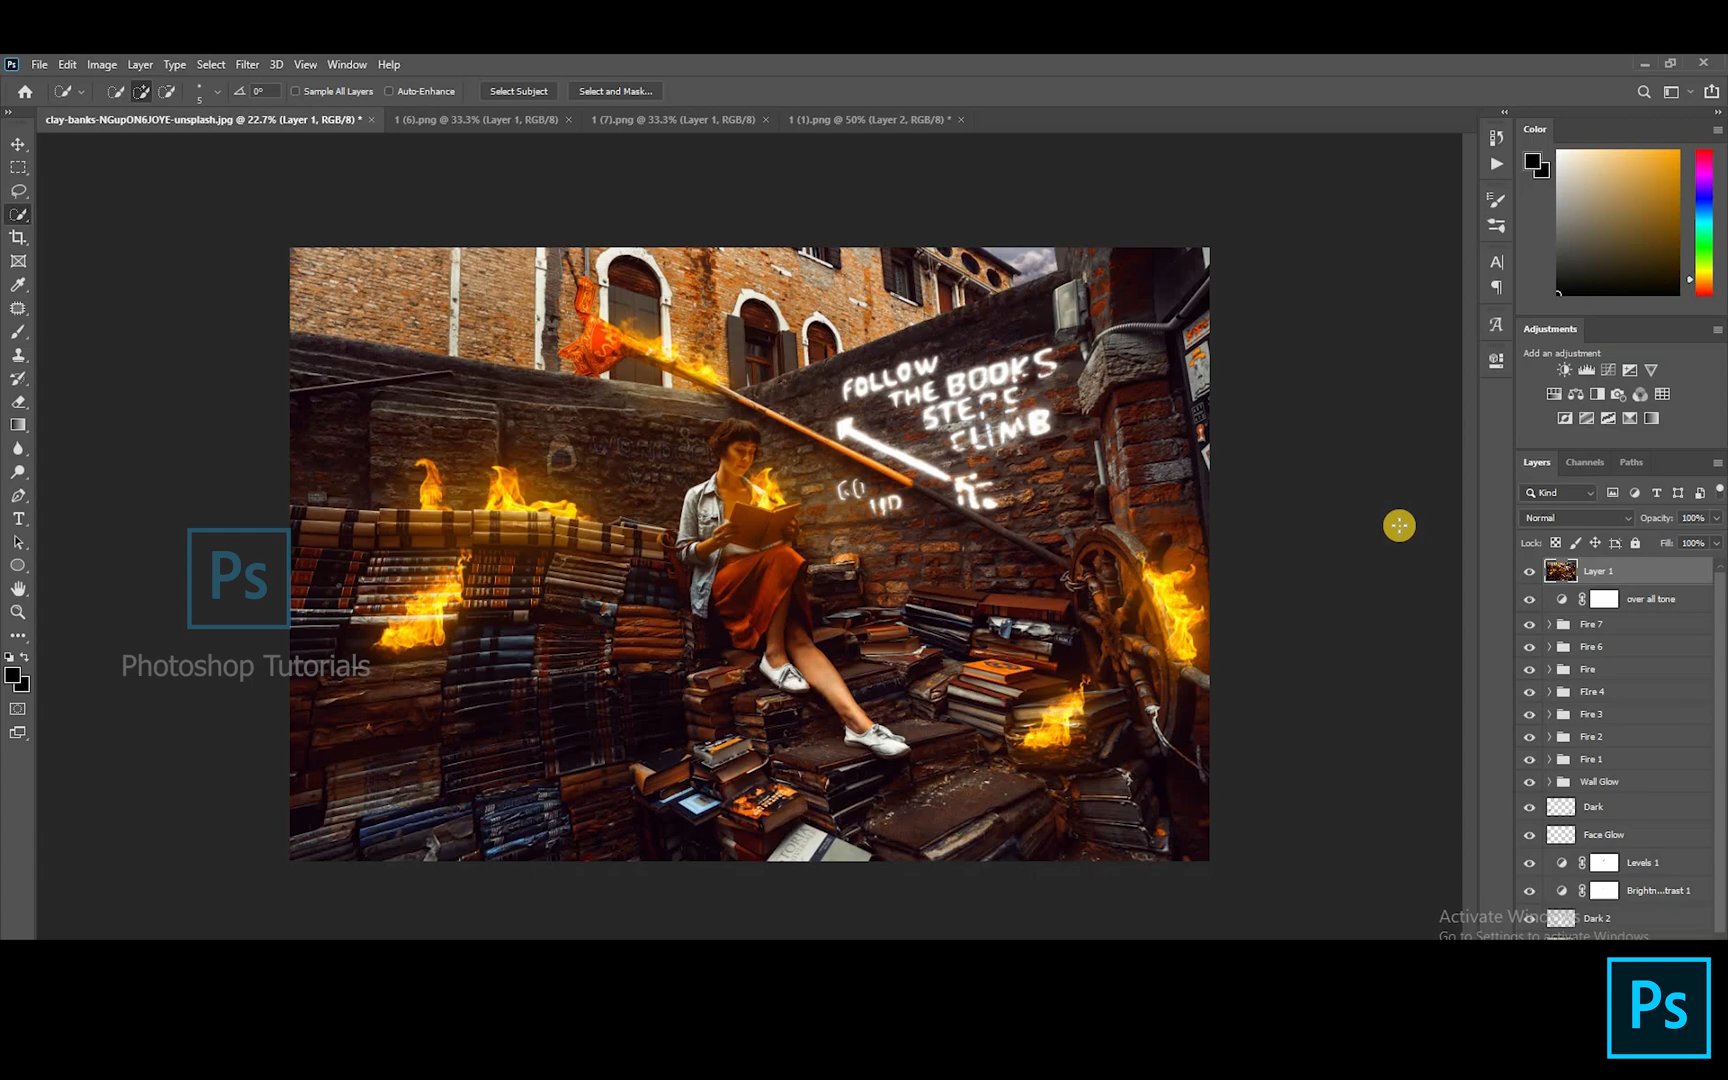 Ps File Edit Image Layer Type Select Filter 3D View Window Help
5 0° Sample All Layers Auto-Enhance Select Subject Select and Mask...
clay-banks-NGupON6JOYE-unsplash.jpg @ 22.7% (Layer 1, RGB/8) * 1 (6).png @ 33.3% (Layer 1, RGB/8) 1 (7).png @ 33.3% (Layer 1, RGB/8) 1 (1).png @ 50% (Layer 2, RGB/8) *
Color
Adjustments
Add an adjustment
Layers Channels Paths
Kind
Normal Opacity: 100%
Lock: Fill: 100%
Layer 1
over all tone
Fire 7
Fire 6
Fire
FIre 4
Fire 3
Fire 2
Fire 1
Wall Glow
Dark
Face Glow
Levels 1
Brightn...trast 1
Dark 2
FOLLOW
THE BOOKS
STEPS
CLIMB
GO
UP
Ps
Photoshop Tutorials
Activate Windows
Go to Settings to activate Windows.
Ps